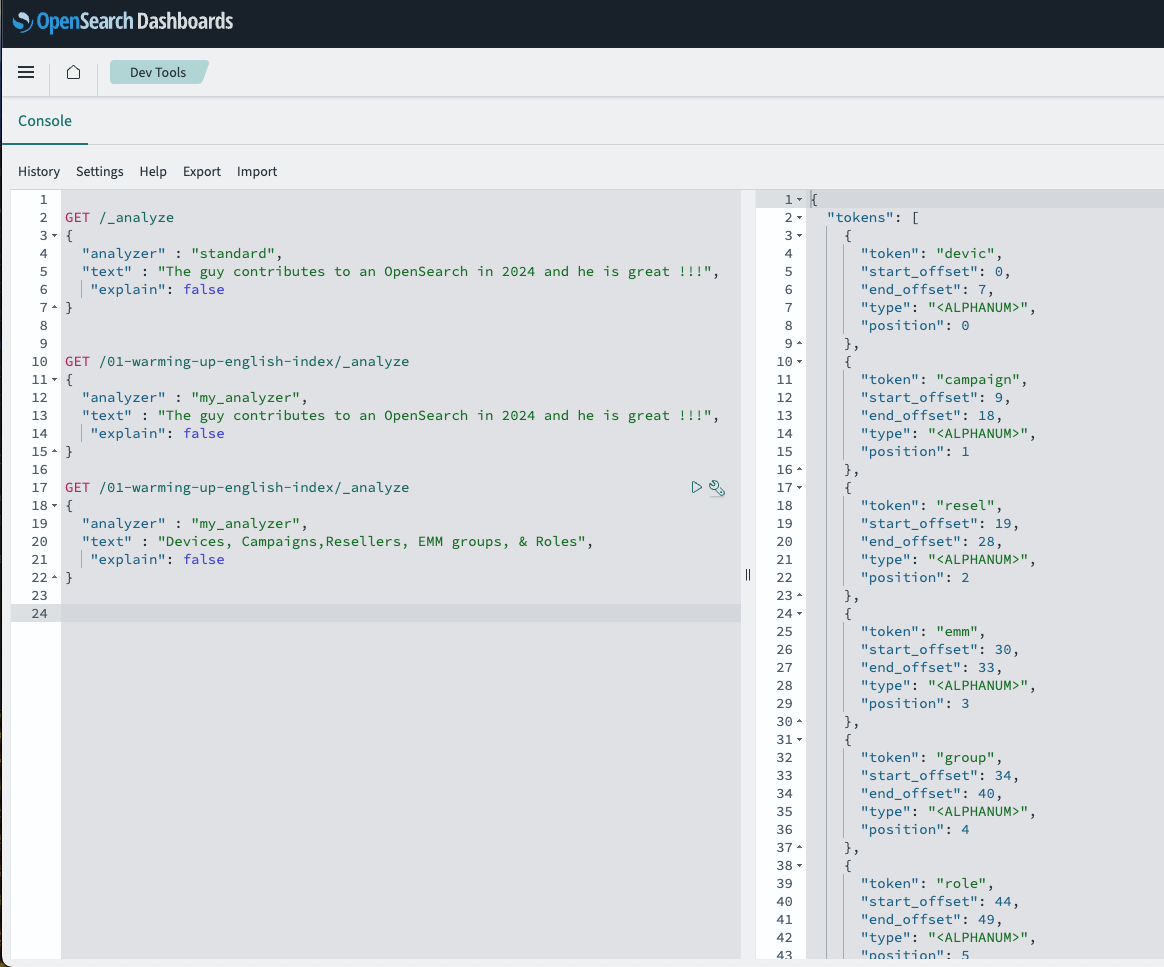 OpenSearch Dashboards
Dev Tools
Console
History Settings Help Export Import
1
2 GET /_analyze
3 {
4 "analyzer" : "standard",
5 "text" : "The guy contributes to an OpenSearch in 2024 and he is great !!!",
6 "explain": false
7 }
8
9
10 GET /01-warming-up-english-index/_analyze
11 {
12 "analyzer" : "my_analyzer",
13 "text" : "The guy contributes to an OpenSearch in 2024 and he is great !!!",
14 "explain": false
15 }
16
17 GET /01-warming-up-english-index/_analyze
18 {
19 "analyzer" : "my_analyzer",
20 "text" : "Devices, Campaigns,Resellers, EMM groups, & Roles",
21 "explain": false
22 }
23
24
1 {
2 "tokens": [
3 {
4 "token": "devic",
5 "start_offset": 0,
6 "end_offset": 7,
7 "type": "<ALPHANUM>",
8 "position": 0
9 },
10 {
11 "token": "campaign",
12 "start_offset": 9,
13 "end_offset": 18,
14 "type": "<ALPHANUM>",
15 "position": 1
16 },
17 {
18 "token": "resel",
19 "start_offset": 19,
20 "end_offset": 28,
21 "type": "<ALPHANUM>",
22 "position": 2
23 },
24 {
25 "token": "emm",
26 "start_offset": 30,
27 "end_offset": 33,
28 "type": "<ALPHANUM>",
29 "position": 3
30 },
31 {
32 "token": "group",
33 "start_offset": 34,
34 "end_offset": 40,
35 "type": "<ALPHANUM>",
36 "position": 4
37 },
38 {
39 "token": "role",
40 "start_offset": 44,
41 "end_offset": 49,
42 "type": "<ALPHANUM>",
43 "position": 5